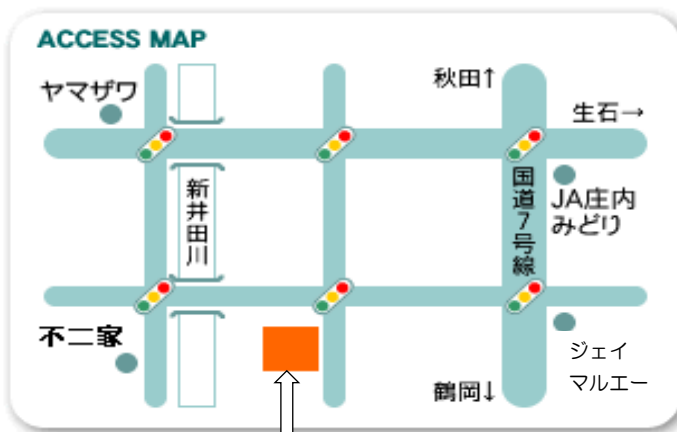 ACCESS MAP
ヤマザワ
秋田↑
生石→
新井田川
国道7号線
JA庄内
みどり
不二家
ジェイ
マルエー
鶴岡↓